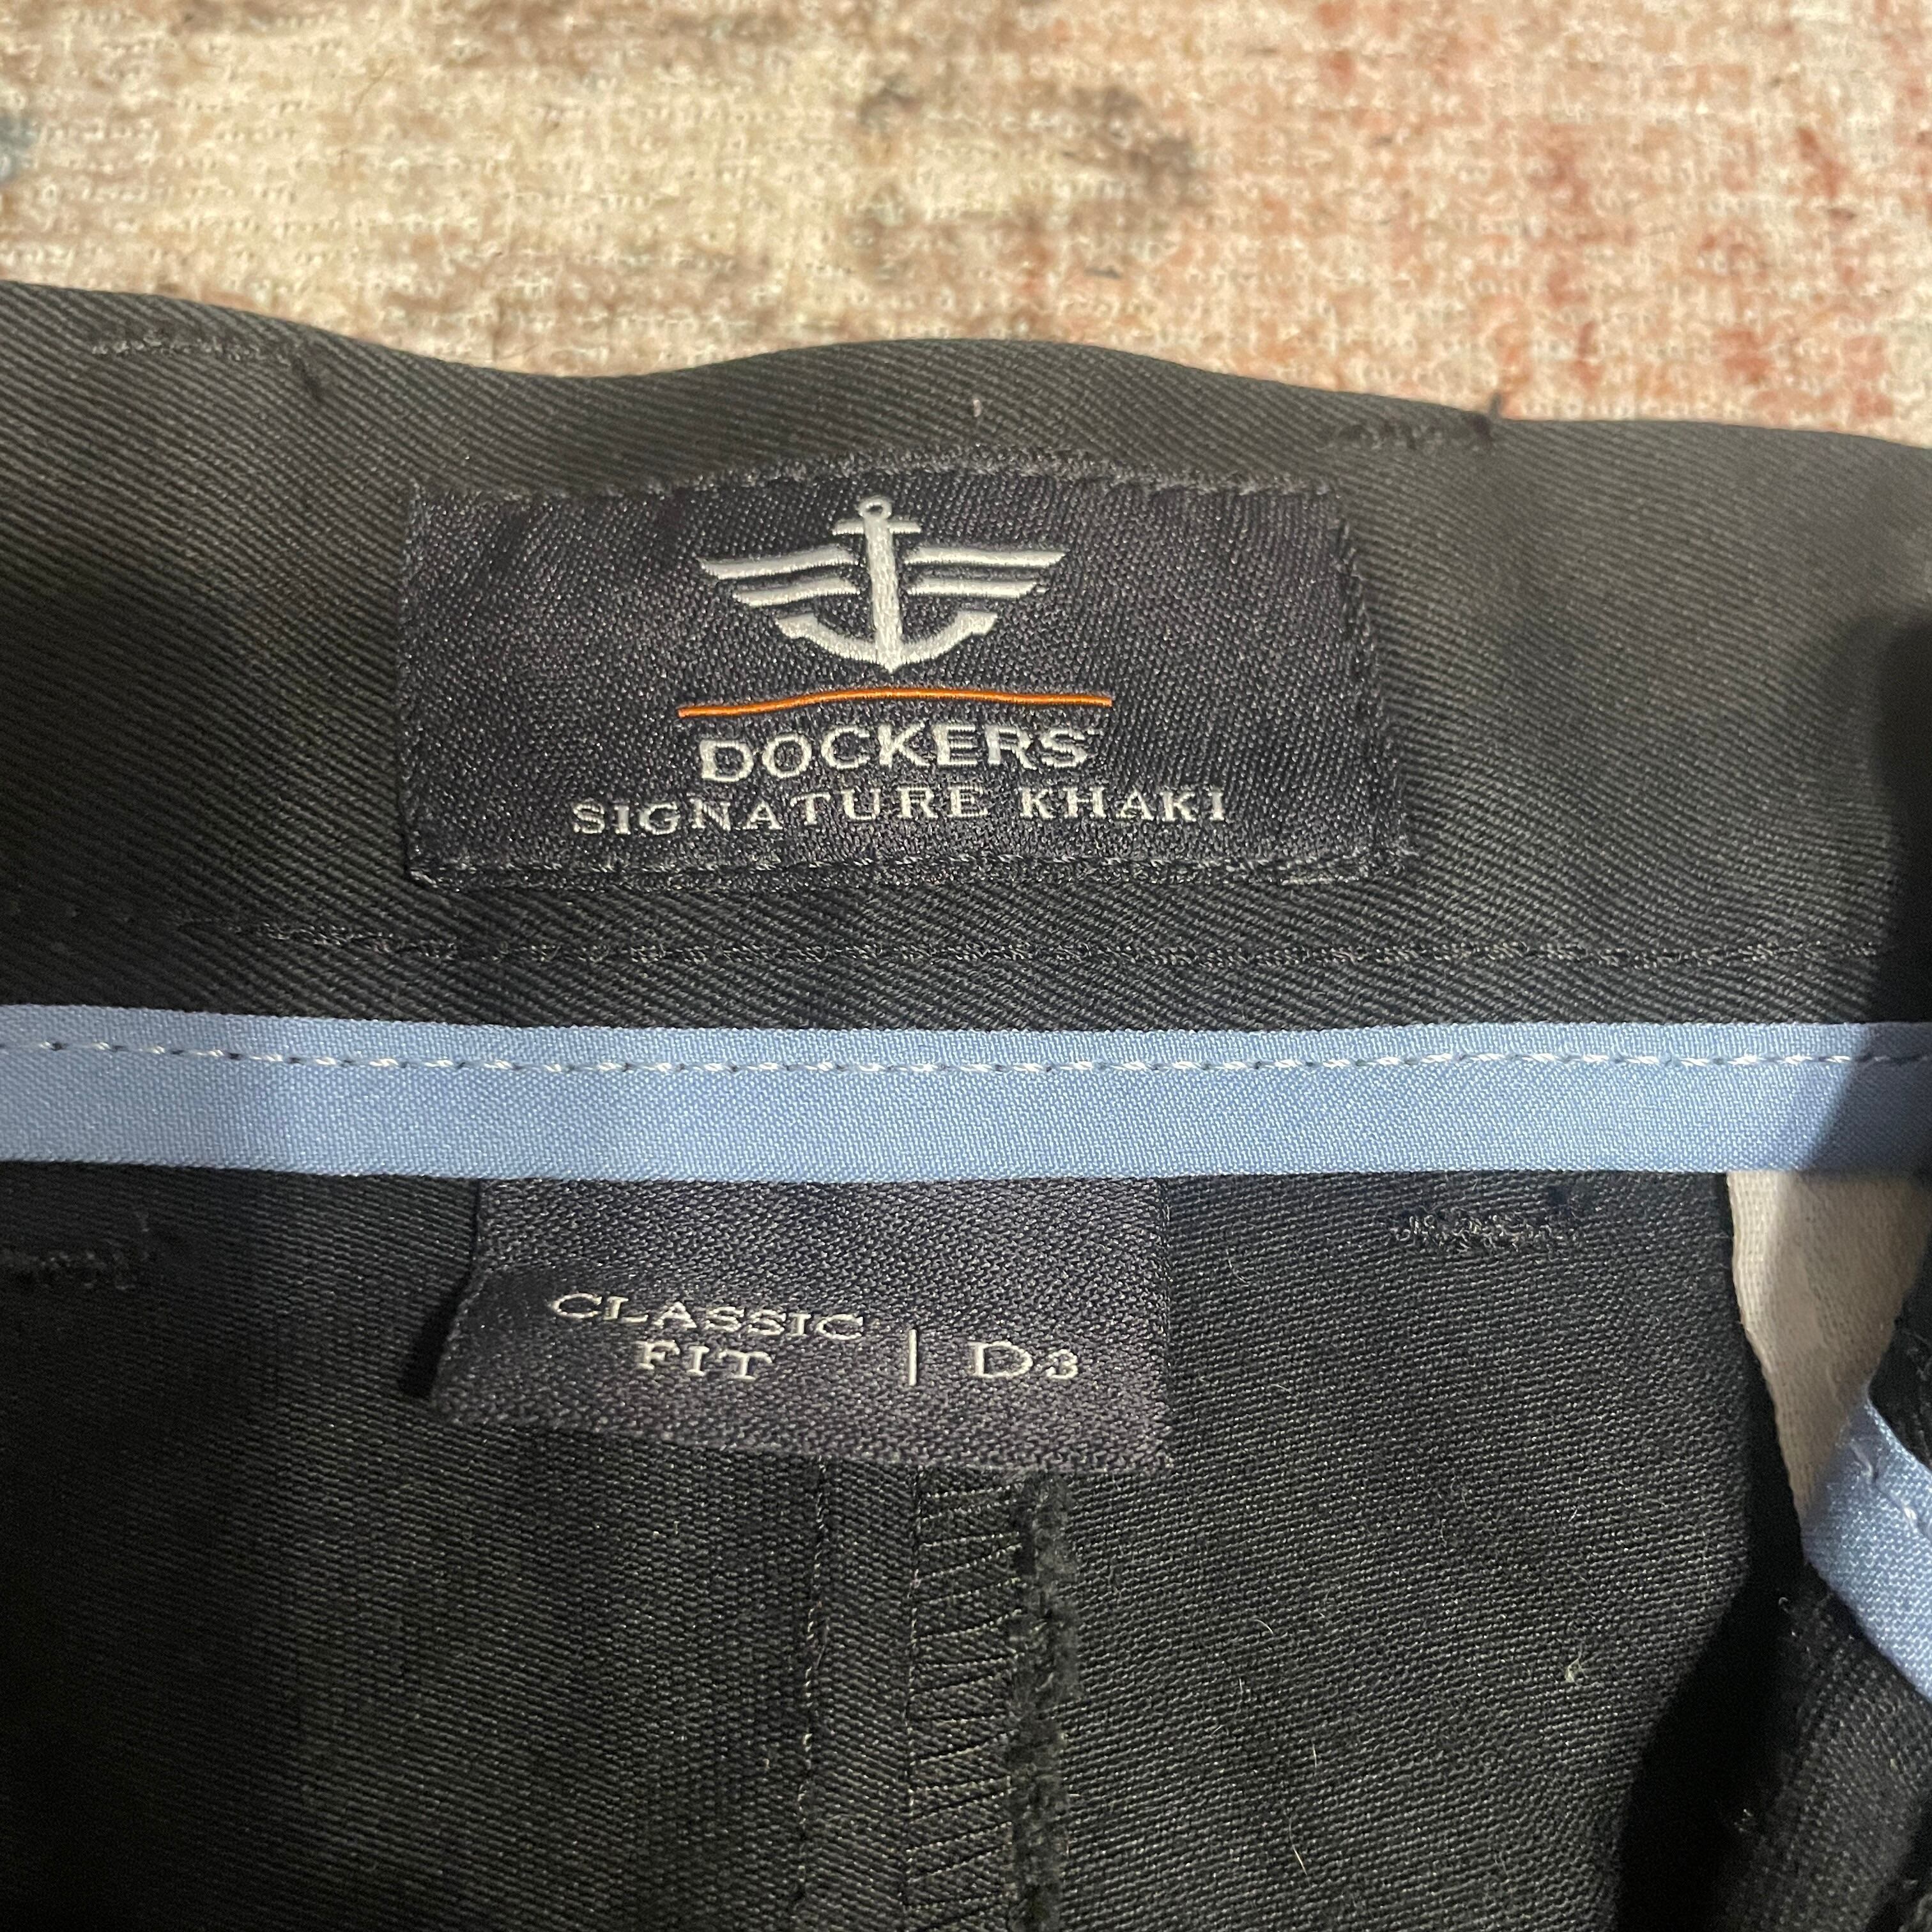 DOCKERS
SIGNATURE KHAKI
CLASSIC
FIT | D3